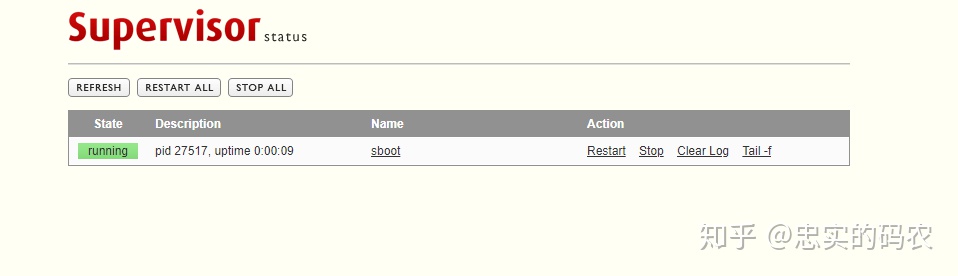 Supervisor status
REFRESH RESTART ALL STOP ALL
State Description Name Action
running pid 27517, uptime 0:00:09 sboot Restart Stop Clear Log Tail -f
知乎 @忠实的码农